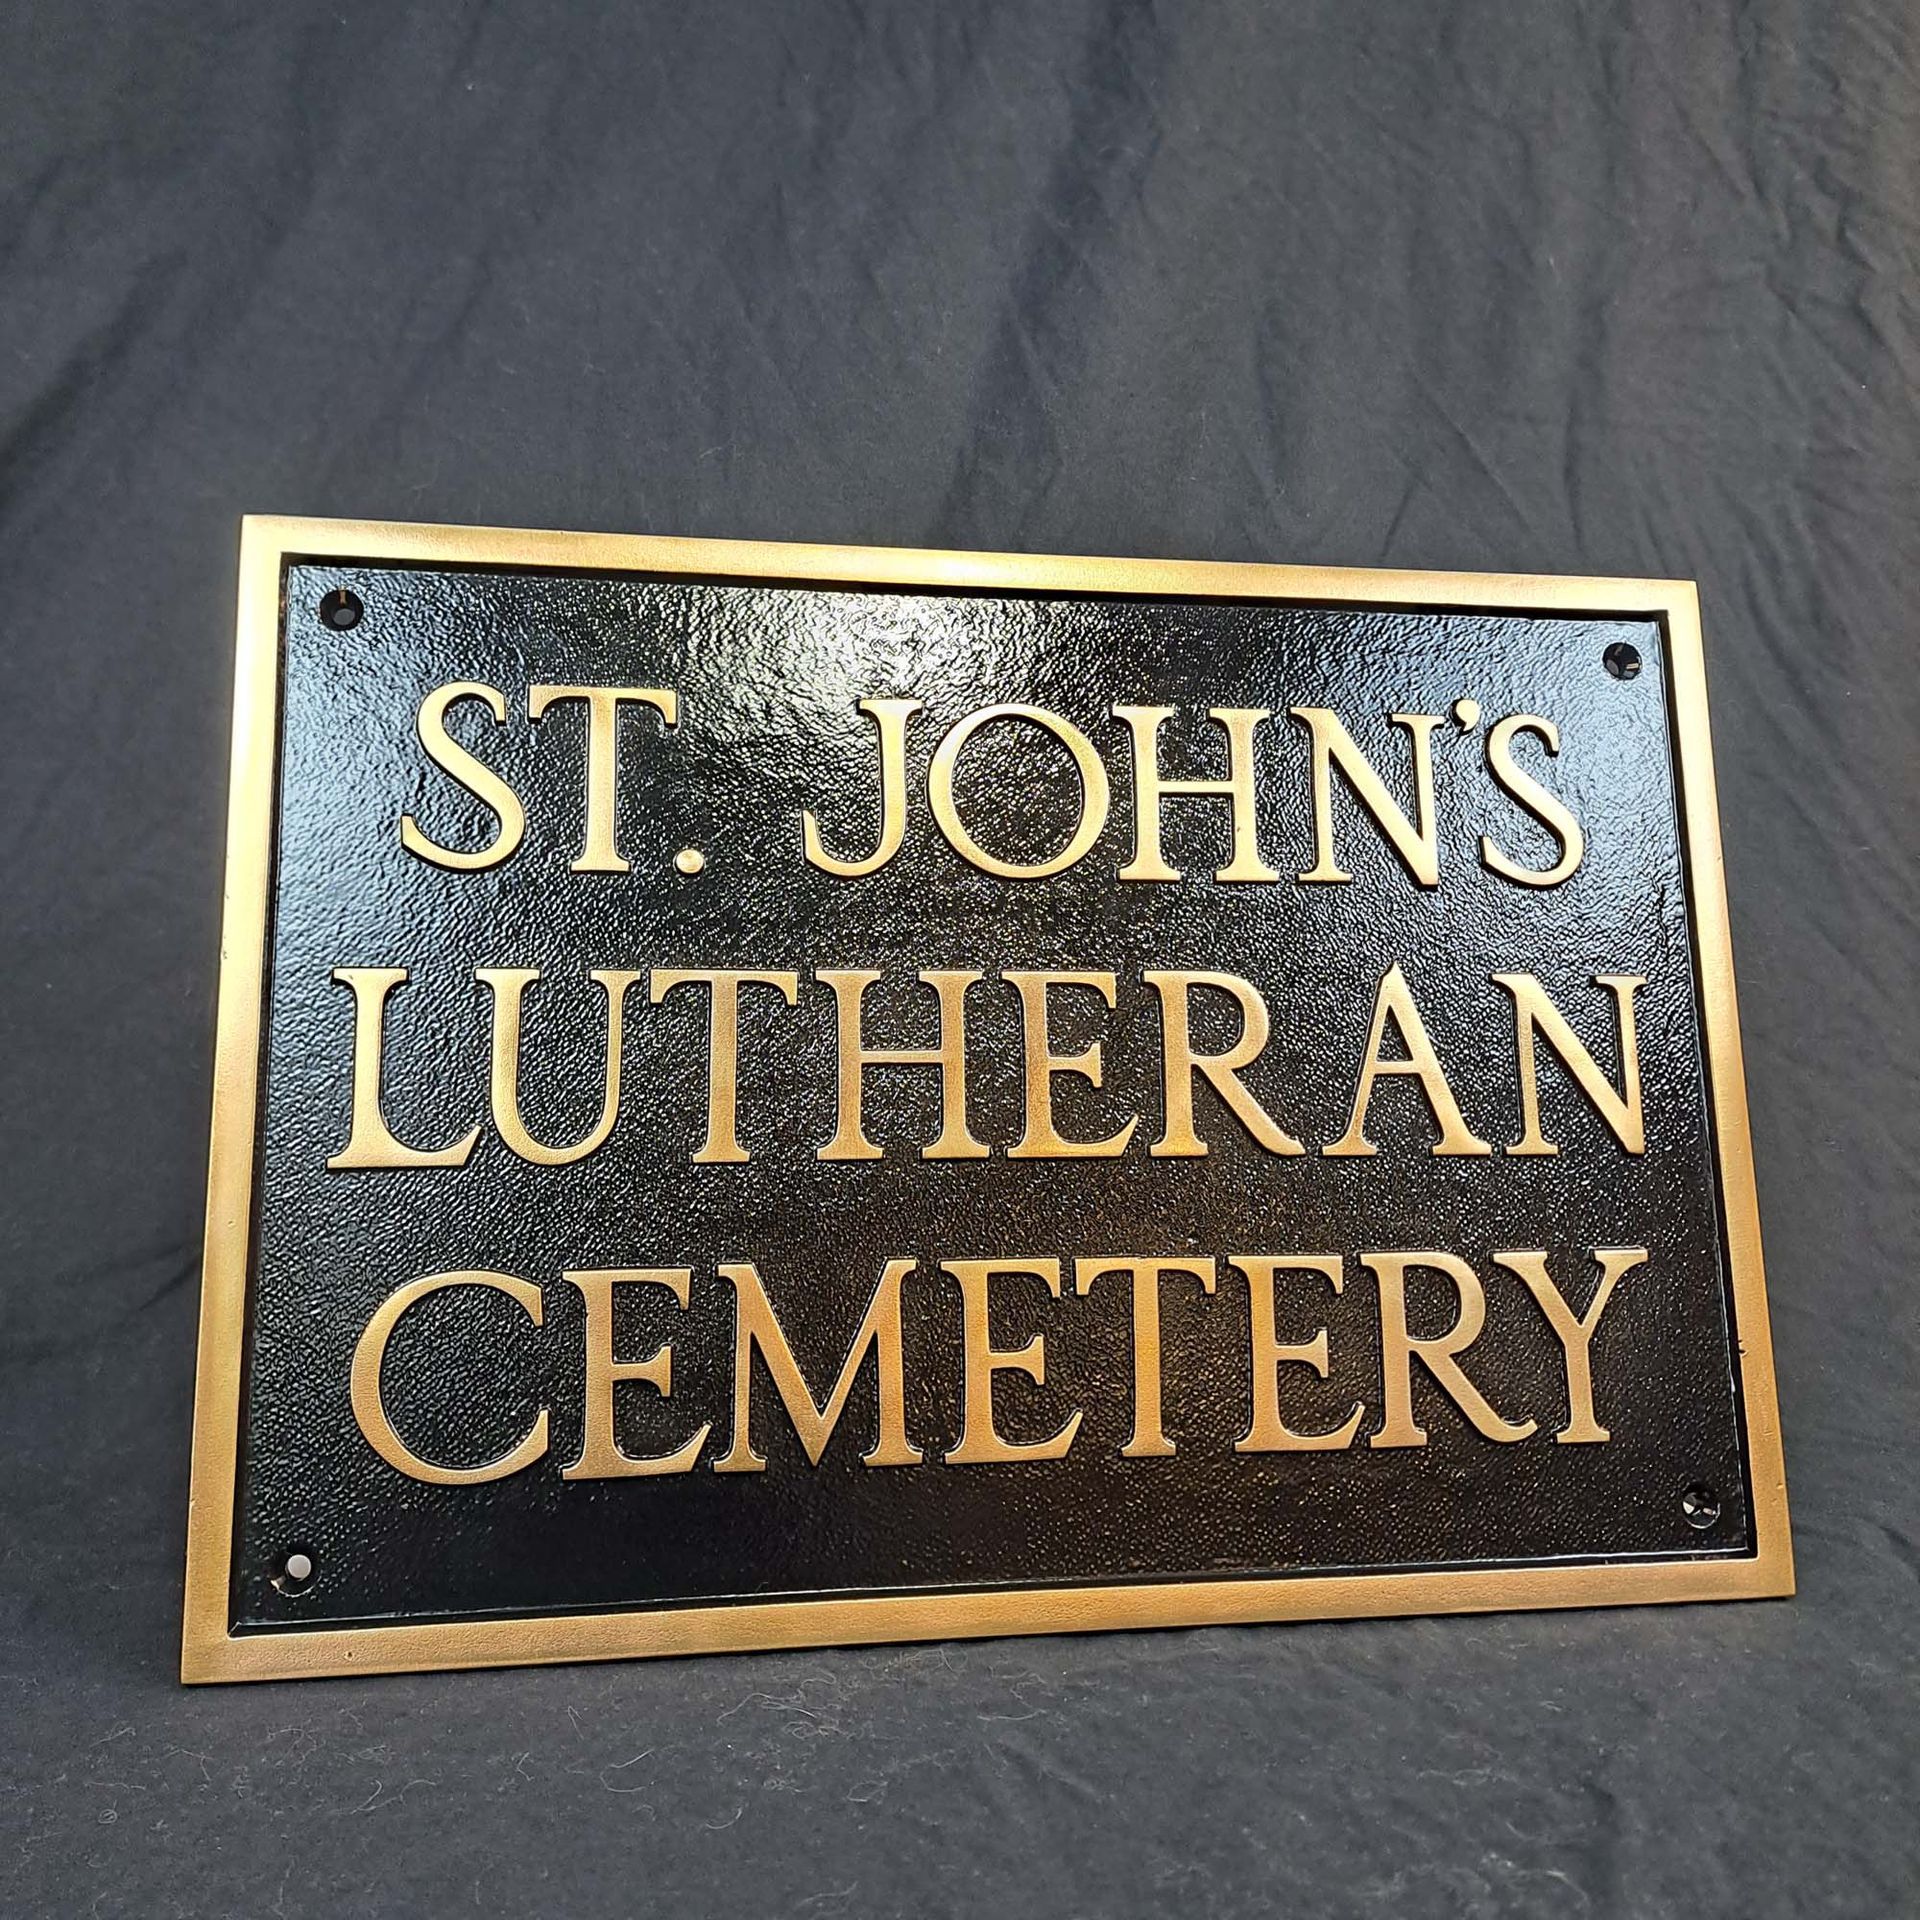 ST. JOHN'S
LUTHERAN
CEMETERY